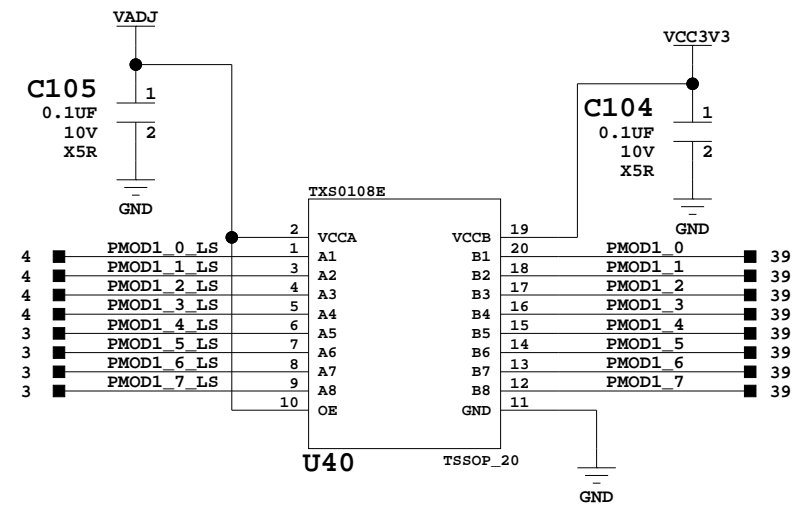 VADJ
VCC3V3
C105
1
0.1UF
10V
2
X5R
GND
C104
1
0.1UF
10V
2
X5R
GND
TXS0108E
2 VCCA VCCB 19
4 PMOD1_0_LS 1 A1 B1 20 PMOD1_0 39
4 PMOD1_1_LS 3 A2 B2 18 PMOD1_1 39
4 PMOD1_2_LS 4 A3 B3 17 PMOD1_2 39
4 PMOD1_3_LS 5 A4 B4 16 PMOD1_3 39
3 PMOD1_4_LS 6 A5 B5 15 PMOD1_4 39
3 PMOD1_5_LS 7 A6 B6 14 PMOD1_5 39
3 PMOD1_6_LS 8 A7 B7 13 PMOD1_6 39
3 PMOD1_7_LS 9 A8 B8 12 PMOD1_7 39
10 OE GND 11
U40
TSSOP_20
GND